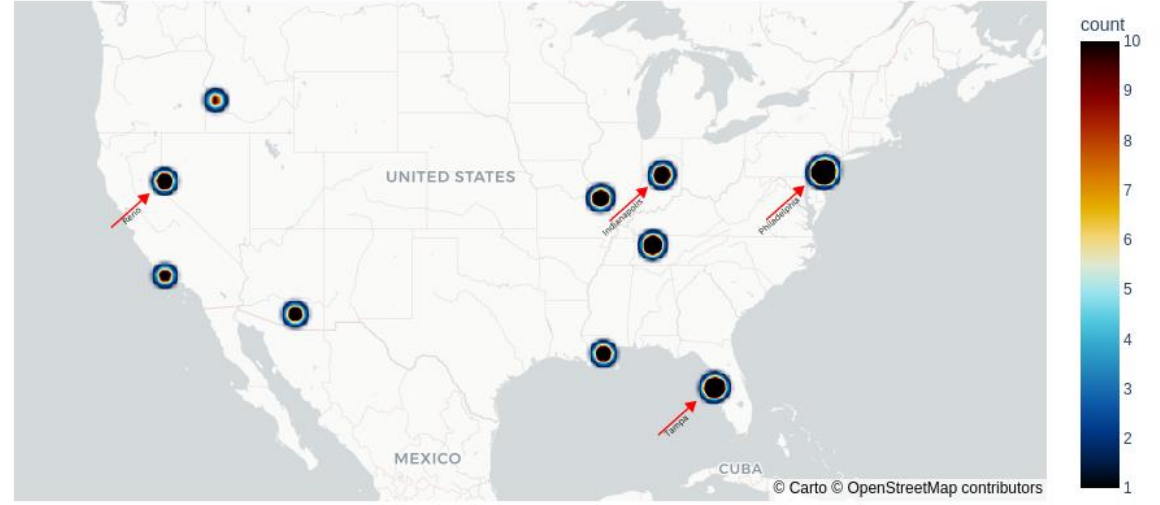 count
10
9
8
7
6
5
4
3
2
1
UNITED STATES
Reno
Indianapolis
Philadelphia
Tampa
MEXICO
CUBA
© Carto © OpenStreetMap contributors